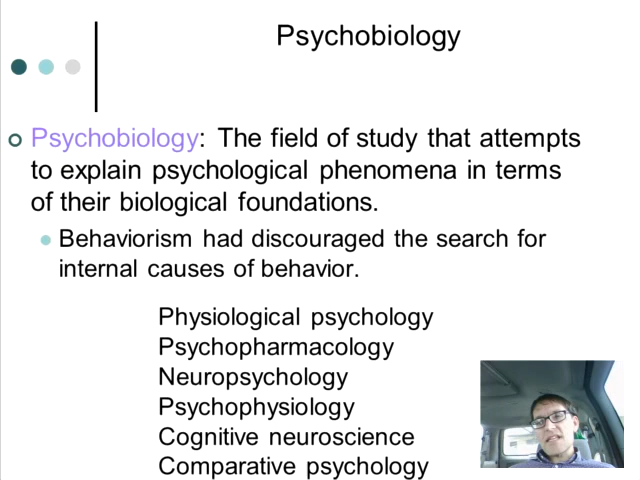 Psychobiology
Psychobiology: The field of study that attempts
to explain psychological phenomena in terms
of their biological foundations.
Behaviorism had discouraged the search for
internal causes of behavior.
Physiological psychology
Psychopharmacology
Neuropsychology
Psychophysiology
Cognitive neuroscience
Comparative psychology